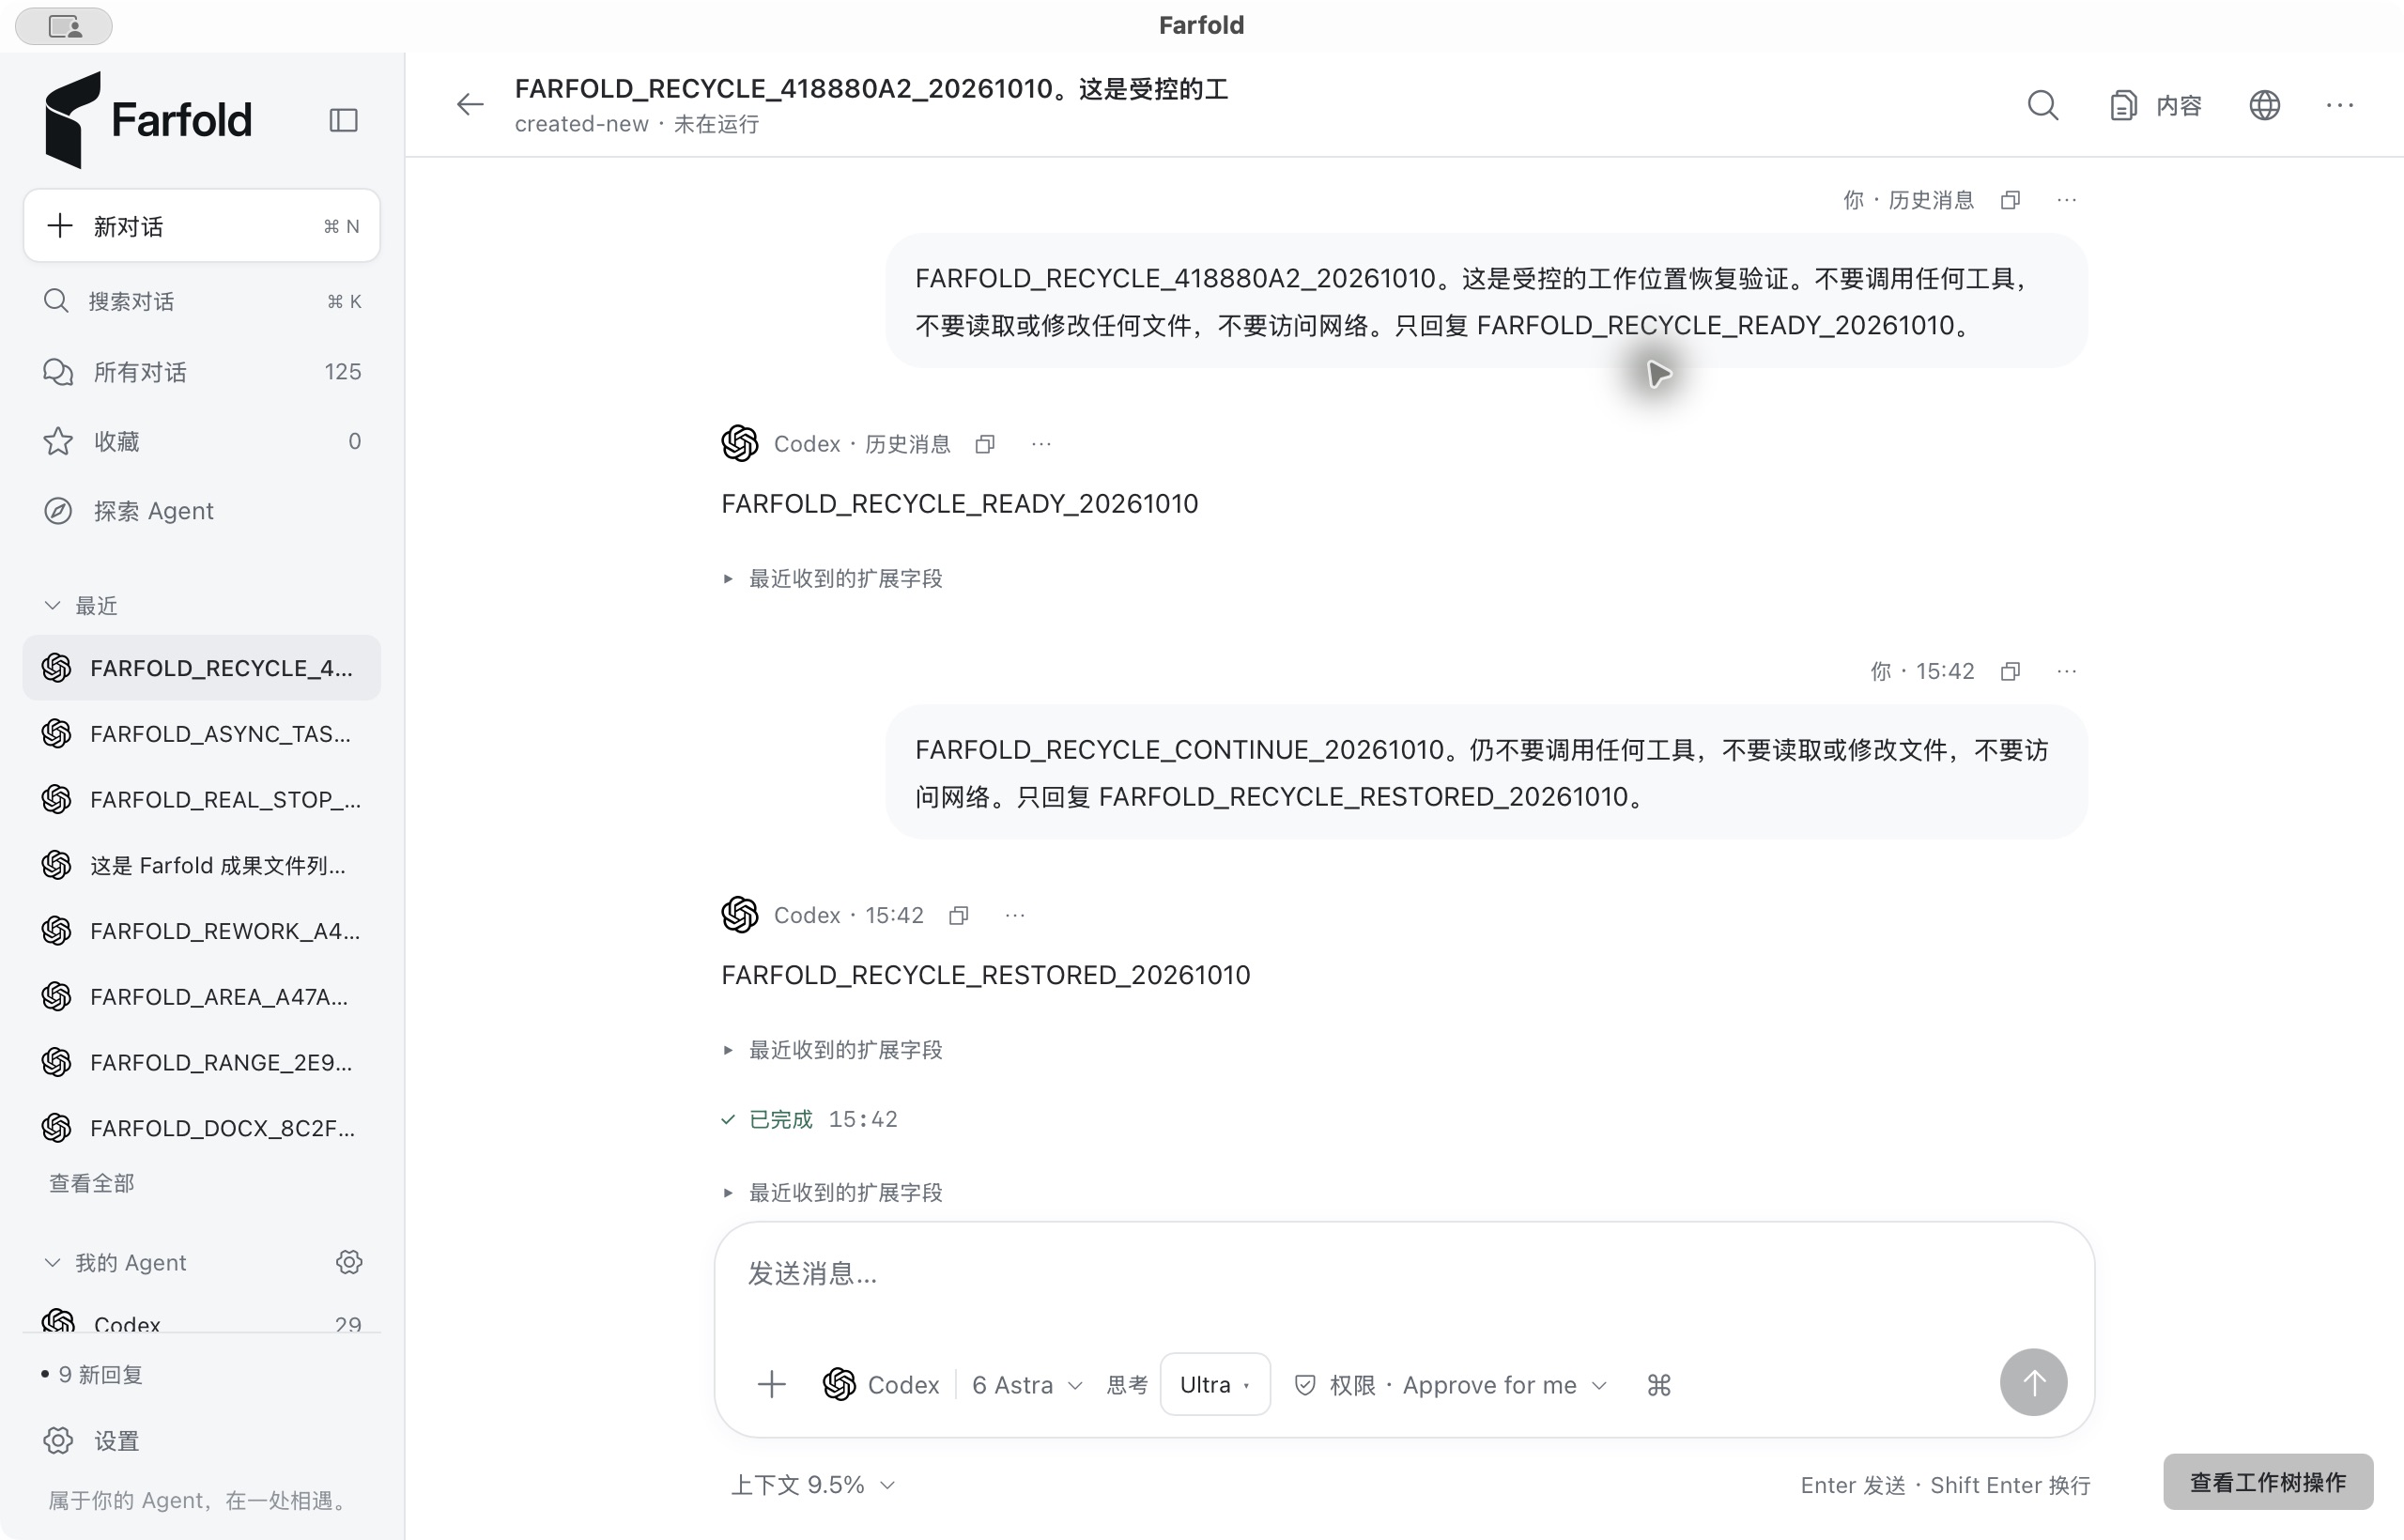 Farfold
Farfold
新对话 ⌘ N
搜索对话 ⌘ K
所有对话 125
收藏 0
探索 Agent
最近
FARFOLD_RECYCLE_4...
FARFOLD_ASYNC_TAS...
FARFOLD_REAL_STOP_...
这是 Farfold 成果文件列...
FARFOLD_REWORK_A4...
FARFOLD_AREA_A47A...
FARFOLD_RANGE_2E9...
FARFOLD_DOCX_8C2F...
查看全部
我的 Agent
Codex 29
9 新回复
设置
属于你的 Agent，在一处相遇。
FARFOLD_RECYCLE_418880A2_20261010。这是受控的工
created-new · 未在运行
内容
你 · 历史消息
FARFOLD_RECYCLE_418880A2_20261010。这是受控的工作位置恢复验证。不要调用任何工具，
不要读取或修改任何文件，不要访问网络。只回复 FARFOLD_RECYCLE_READY_20261010。
Codex · 历史消息
FARFOLD_RECYCLE_READY_20261010
最近收到的扩展字段
你 · 15:42
FARFOLD_RECYCLE_CONTINUE_20261010。仍不要调用任何工具，不要读取或修改文件，不要访
问网络。只回复 FARFOLD_RECYCLE_RESTORED_20261010。
Codex · 15:42
FARFOLD_RECYCLE_RESTORED_20261010
最近收到的扩展字段
已完成 15:42
最近收到的扩展字段
发送消息...
Codex 6 Astra 思考 Ultra 权限 · Approve for me ⌘
上下文 9.5% Enter 发送 · Shift Enter 换行
查看工作树操作